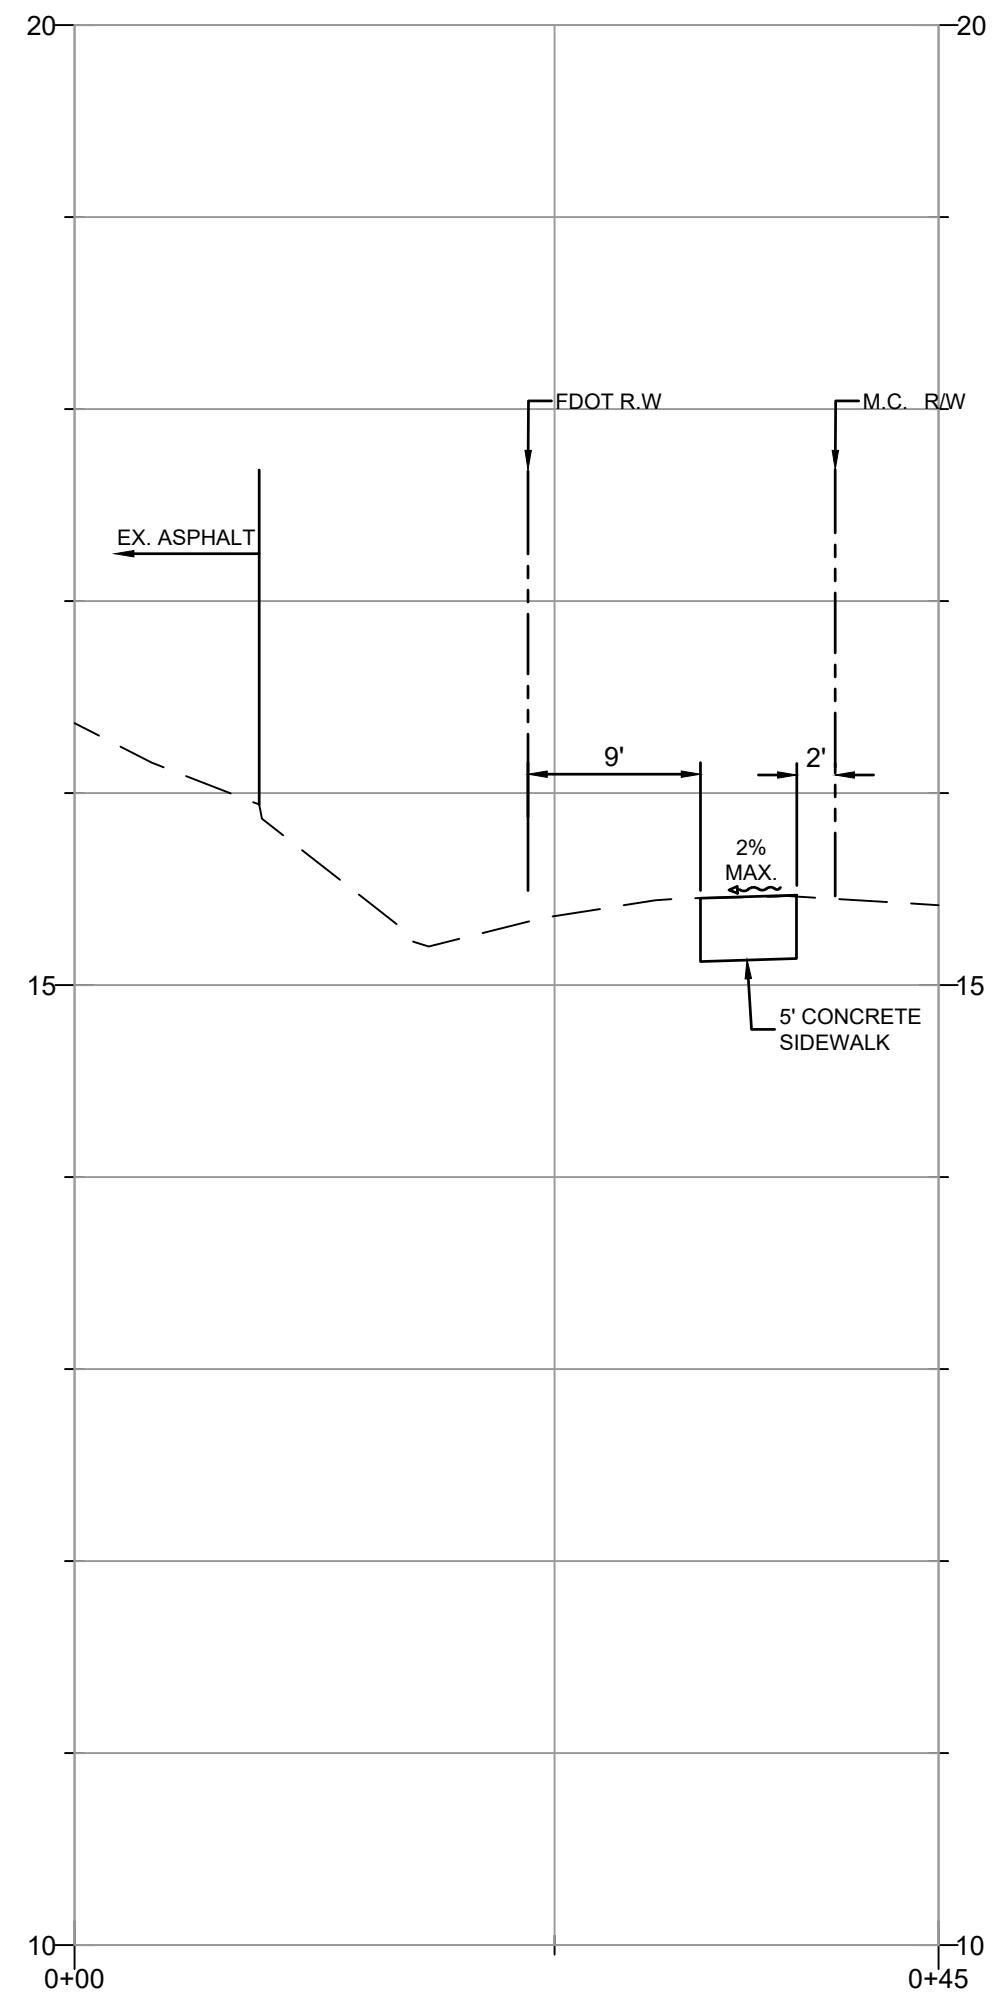 20
20
FDOT R.W
M.C. R/W
EX. ASPHALT
9'
2'
2%
MAX.
15
15
5' CONCRETE
SIDEWALK
10
10
0+00
0+45